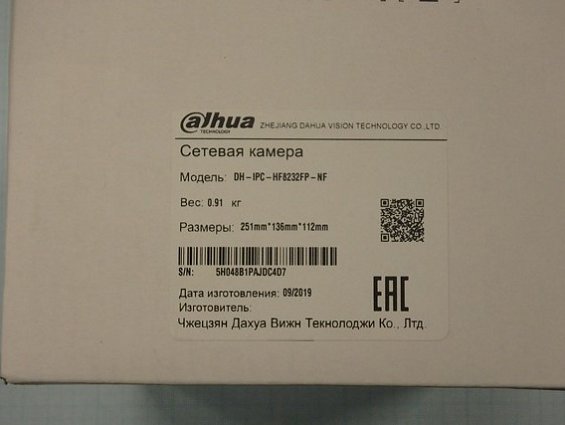 alhua
TECHNOLOGY
ZHEJIANG DAHUA VISION TECHNOLOGY CO.,LTD.
Сетевая камера
Модель: DH-IPC-HF8232FP-NF
Вес: 0.91 кг
Размеры: 251mm*136mm*112mm
S/N: 5H048B1PAJDC4D7
Дата изготовления: 09/2019
Изготовитель:
Чжецзян Дахуа Вижн Текнолоджи Ко., Лтд.
EAC